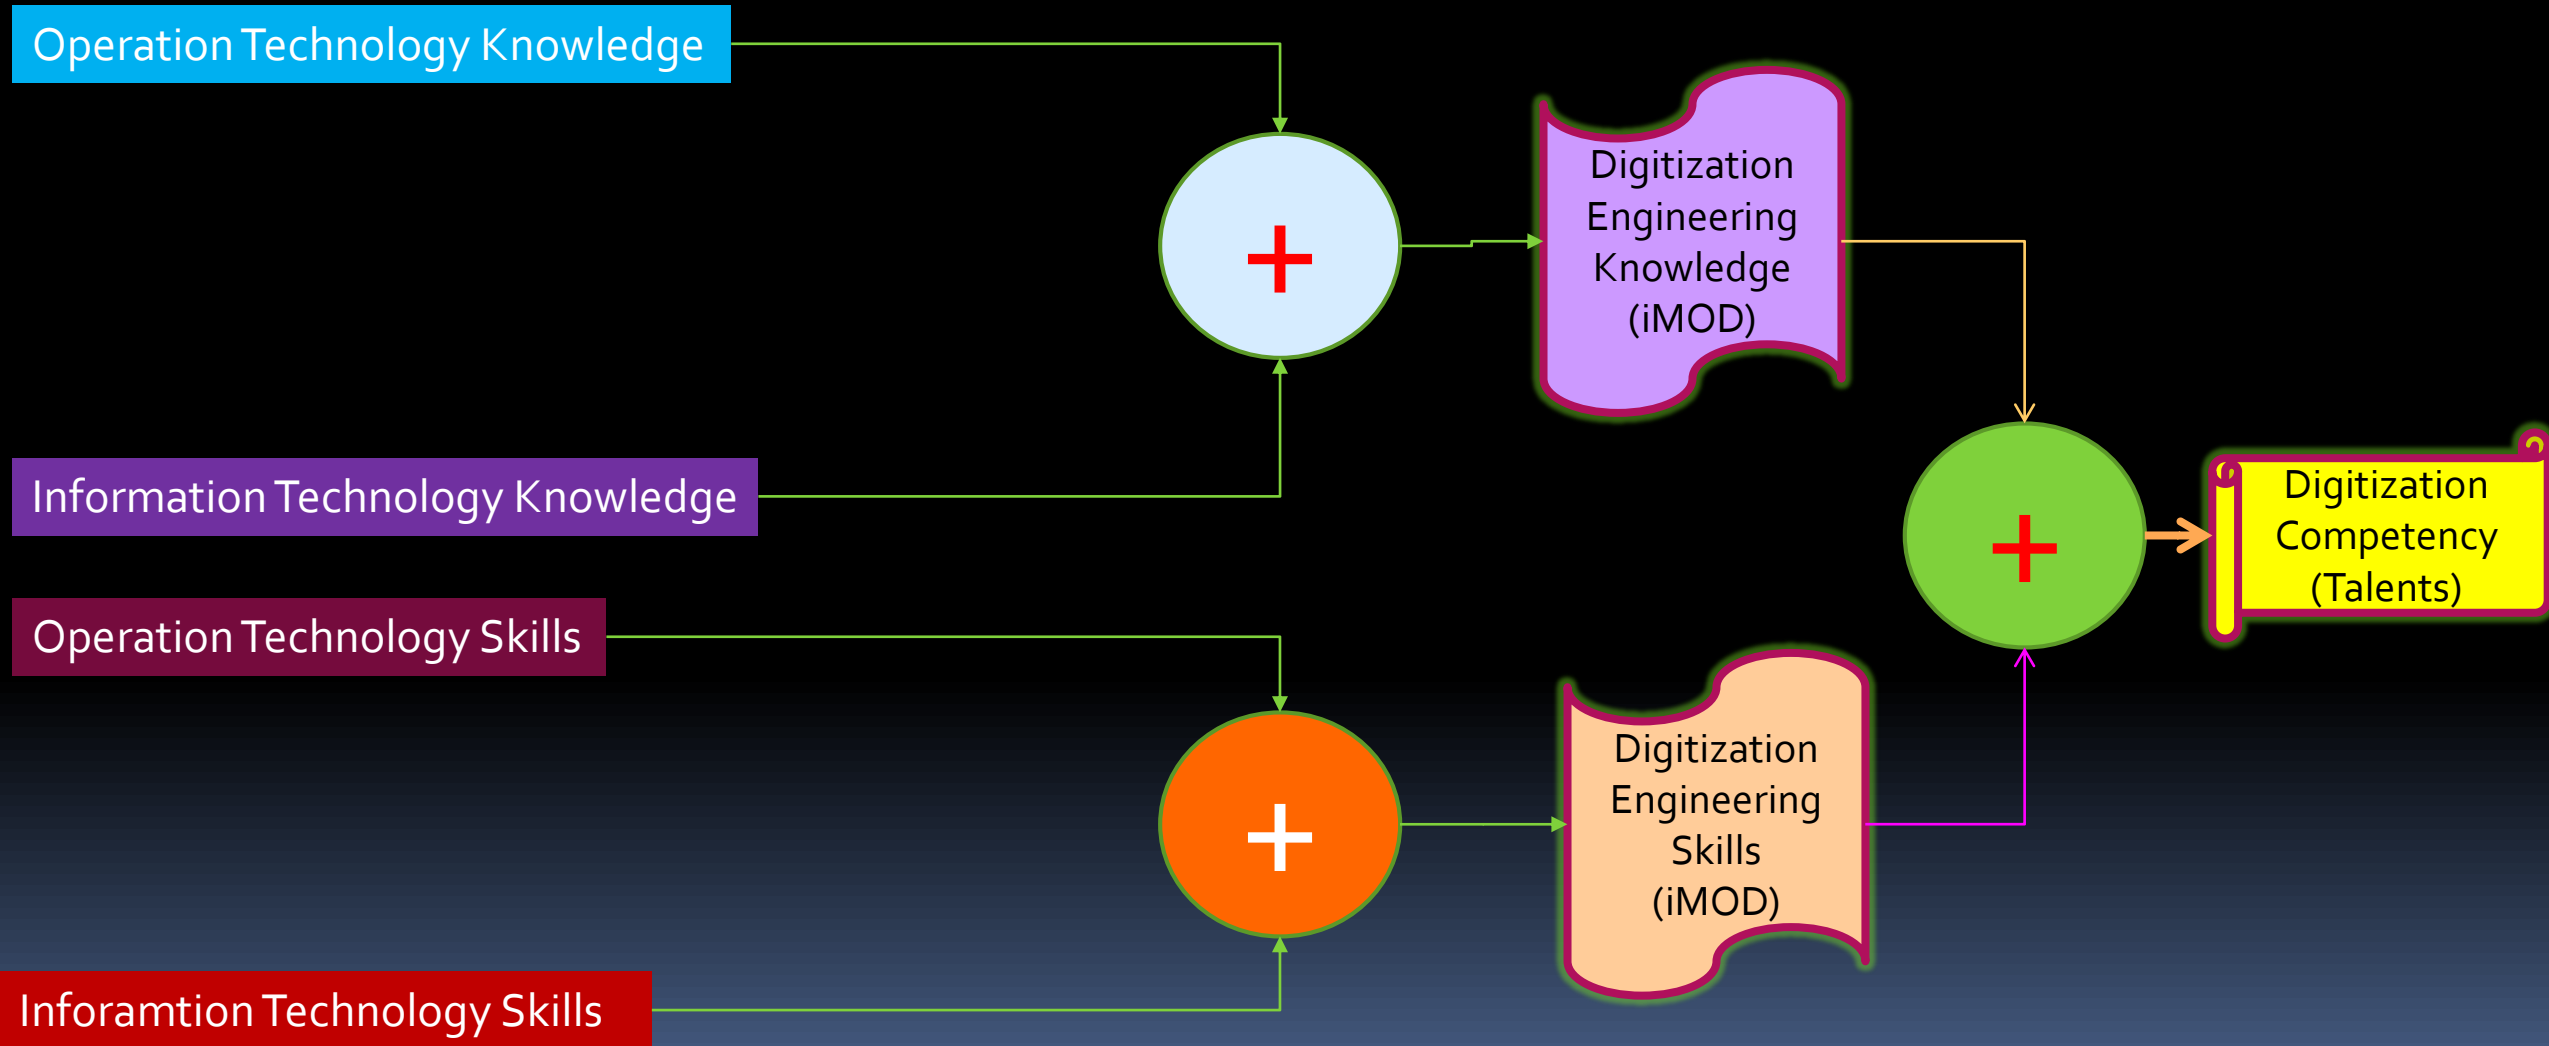 Operation Technology Knowledge
+
Digitization
Engineering
Knowledge
(iMOD)
Information Technology Knowledge
+
Digitization
Competency
(Talents)
Operation Technology Skills
+
Digitization
Engineering
Skills
(iMOD)
Inforamtion Technology Skills